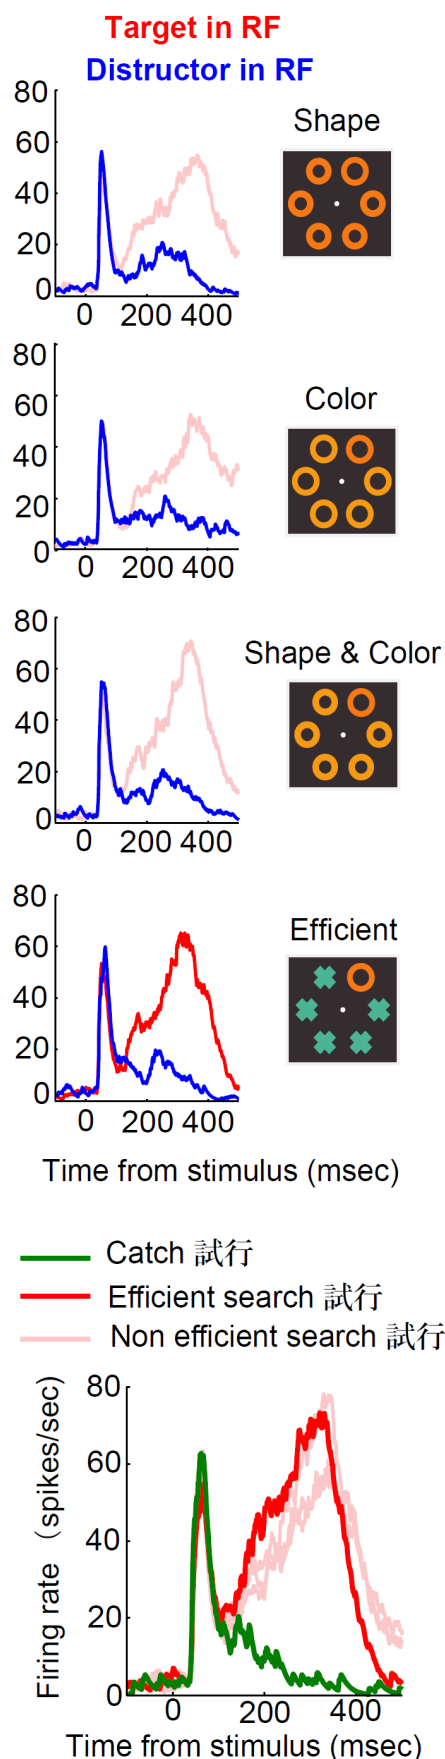 Target in RF
Distructor in RF
80
60
40
20
0
0 200 400
Shape
80
60
40
20
0
0 200 400
Color
80
60
40
20
0
0 200 400
Shape & Color
80
60
40
20
0
0 200 400
Efficient
Time from stimulus (msec)
Catch 試行
Efficient search 試行
Non efficient search 試行
80
60
40
20
0
Firing rate （spikes/sec)
0 200 400
Time from stimulus (msec)